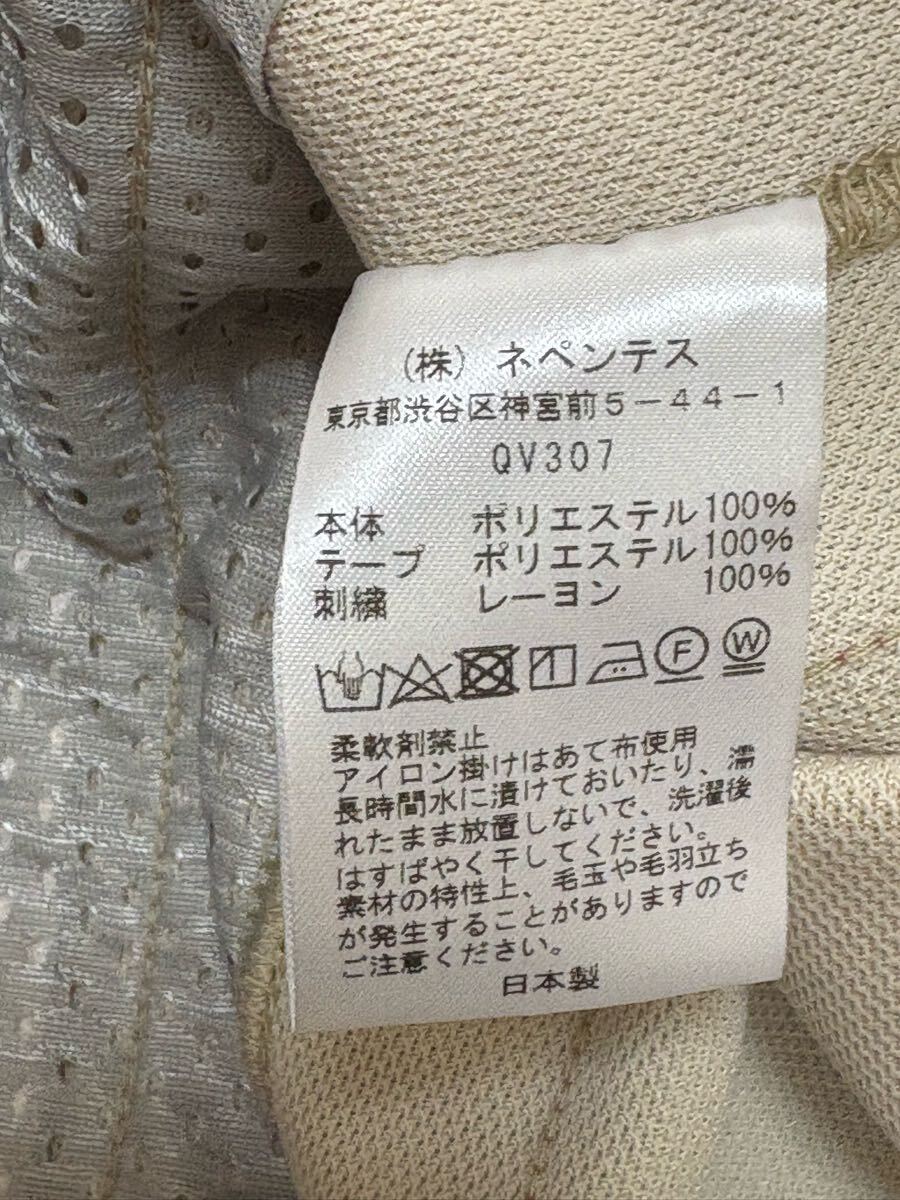 (株) ネペンテス
東京都渋谷区神宮前5-44-1
QV307
本体 ポリエステル100%
テープ ポリエステル100%
刺繍 レーヨン 100%
F W
柔軟剤禁止
アイロン掛けはあて布使用
長時間水に漬けておいたり、濡
れたまま放置しないで、洗濯後
はすばやく干してください。
素材の特性上、毛玉や毛羽立ち
が発生することがありますので
ご注意ください。
日本製